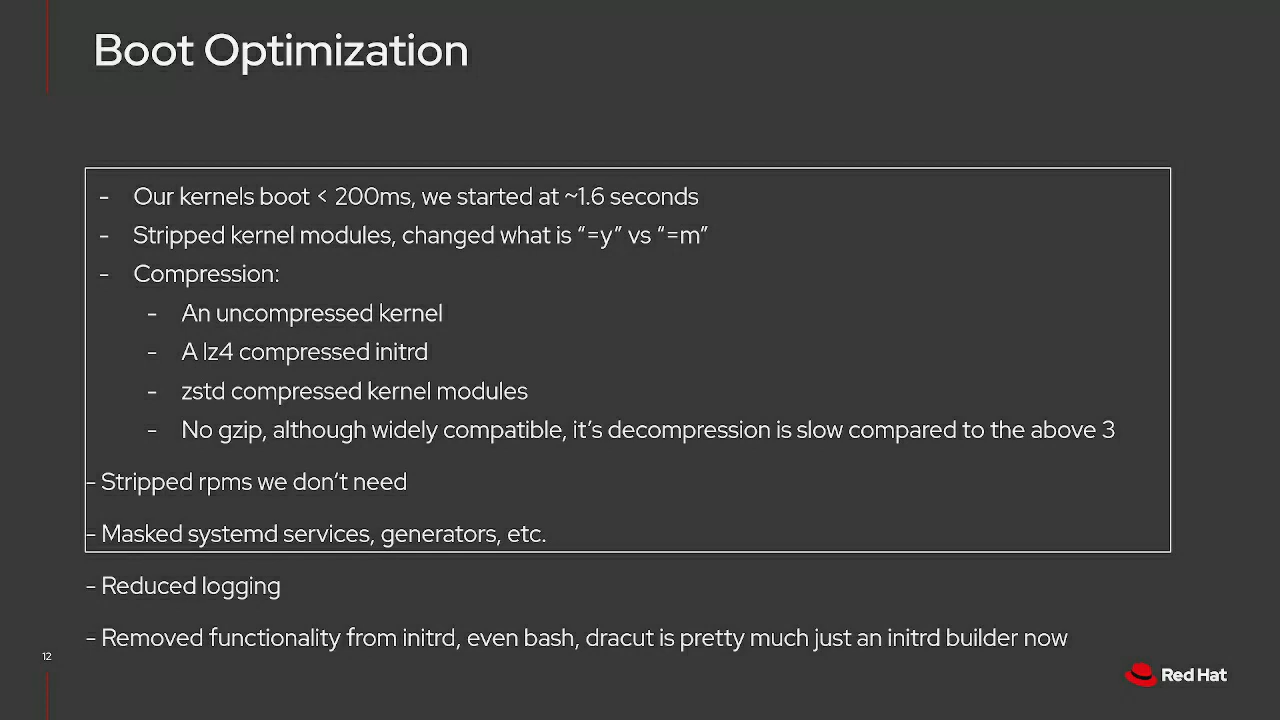 Boot Optimization
- Our kernels boot < 200ms, we started at ~1.6 seconds
- Stripped kernel modules, changed what is “=y” vs “=m”
- Compression:
- An uncompressed kernel
- A lz4 compressed initrd
- zstd compressed kernel modules
- No gzip, although widely compatible, it’s decompression is slow compared to the above 3
- Stripped rpms we don’t need
- Masked systemd services, generators, etc.
- Reduced logging
- Removed functionality from initrd, even bash, dracut is pretty much just an initrd builder now
12
Red Hat